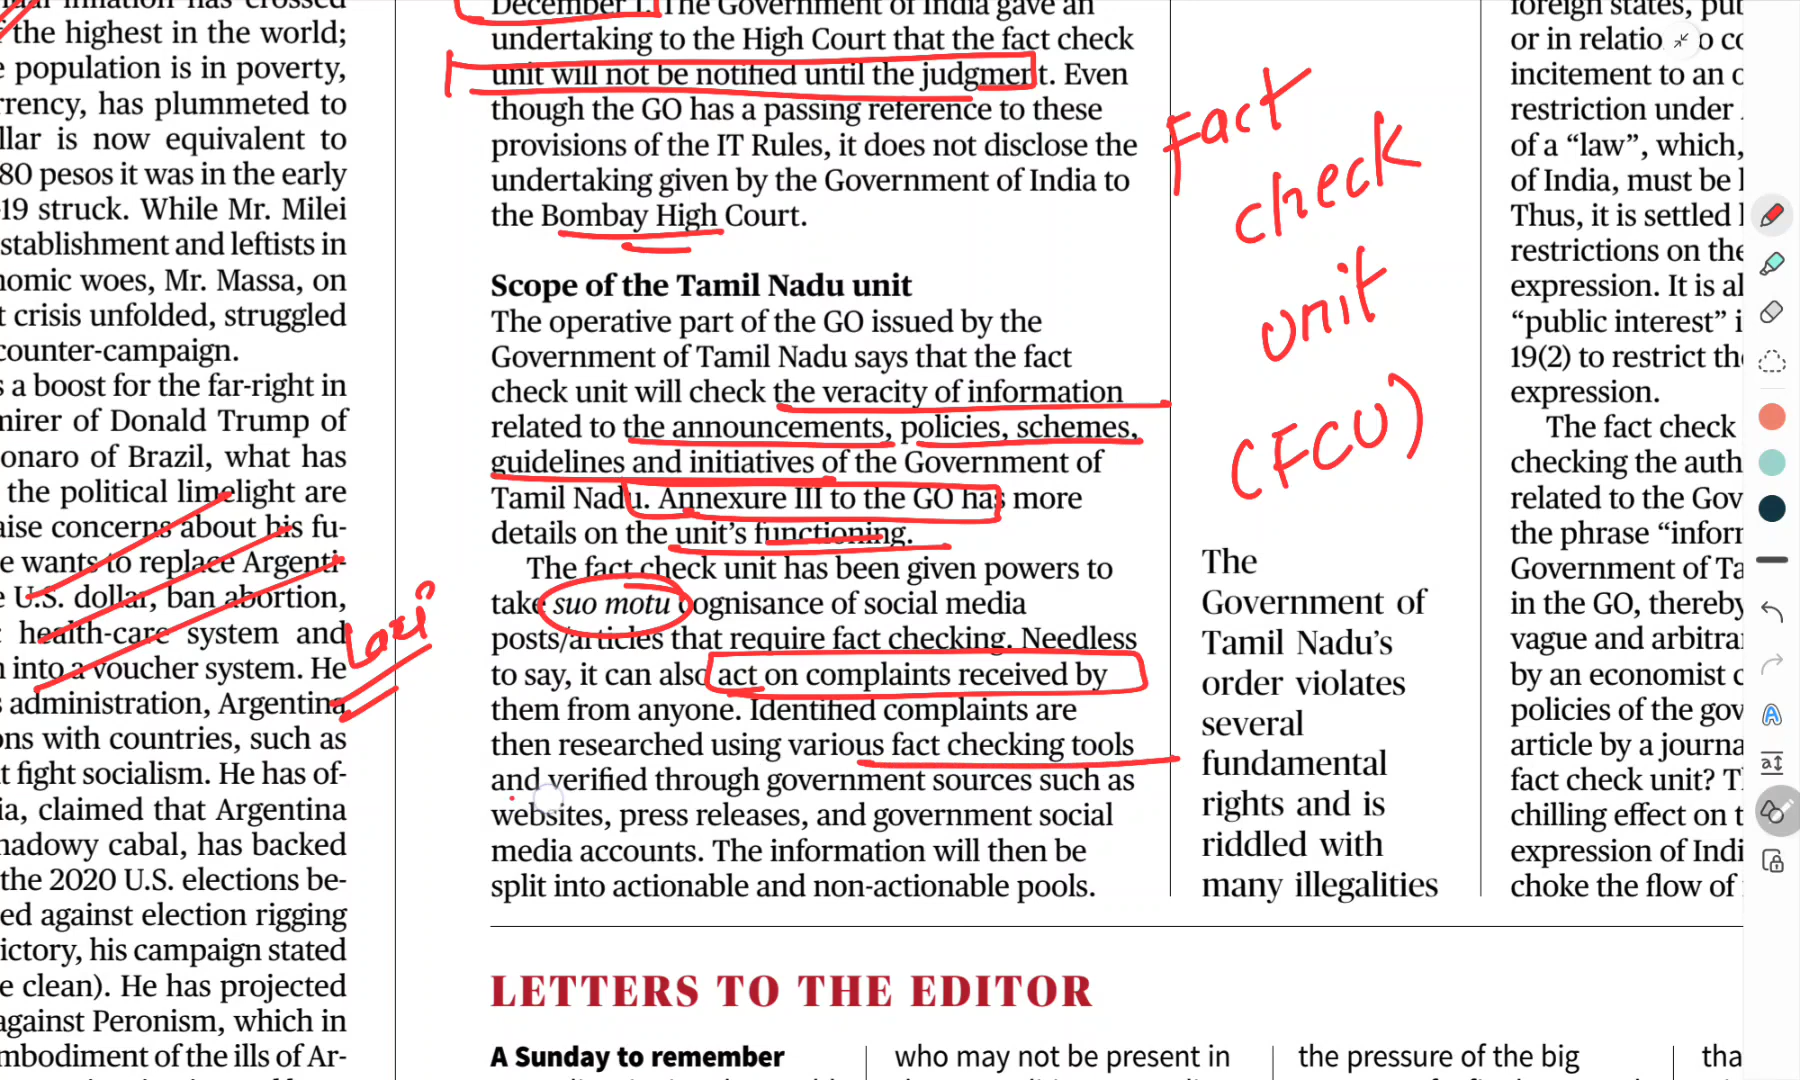 ual inflation has crossed
f the highest in the world;
e population is in poverty,
rrency, has plummeted to
llar is now equivalent to
80 pesos it was in the early
-19 struck. While Mr. Milei
stablishment and leftists in
nomic woes, Mr. Massa, on
t crisis unfolded, struggled
counter-campaign.
s a boost for the far-right in
mirer of Donald Trump of
onaro of Brazil, what has
the political limelight are
aise concerns about his fu-
e wants to replace Argenti-
e U.S. dollar, ban abortion,
health-care system and
n into a voucher system. He
s administration, Argentina
ons with countries, such as
t fight socialism. He has of-
ia, claimed that Argentina
hadowy cabal, has backed
the 2020 U.S. elections be-
ed against election rigging
ictory, his campaign stated
e clean). He has projected
against Peronism, which in
mbodiment of the ills of Ar-
December 1. The Government of India gave an
undertaking to the High Court that the fact check
unit will not be notified until the judgment. Even
though the GO has a passing reference to these
provisions of the IT Rules, it does not disclose the
undertaking given by the Government of India to
the Bombay High Court.
Scope of the Tamil Nadu unit
The operative part of the GO issued by the
Government of Tamil Nadu says that the fact
check unit will check the veracity of information
related to the announcements, policies, schemes,
guidelines and initiatives of the Government of
Tamil Nadu. Annexure III to the GO has more
details on the unit's functioning.
The fact check unit has been given powers to
take suo motu cognisance of social media
posts/articles that require fact checking. Needless
to say, it can also act on complaints received by
them from anyone. Identified complaints are
then researched using various fact checking tools
and verified through government sources such as
websites, press releases, and government social
media accounts. The information will then be
split into actionable and non-actionable pools.
Fact
check
unit
(FCU)
The
Government of
Tamil Nadu's
order violates
several
fundamental
rights and is
riddled with
many illegalities
foreign states, pub
or in relatio o co
incitement to an o
restriction under
of a “law”, which,
of India, must be l
Thus, it is settled l
restrictions on the
expression. It is al
“public interest” i
19(2) to restrict the
expression.
The fact check
checking the auth
related to the Gov
the phrase “inforr
Government of Ta
in the GO, thereby
vague and arbitrar
by an economist c
policies of the gov
article by a journa
fact check unit? T
chilling effect on t
expression of Indi
choke the flow of
LETTERS TO THE EDITOR
A Sunday to remember
who may not be present in
the pressure of the big
tha